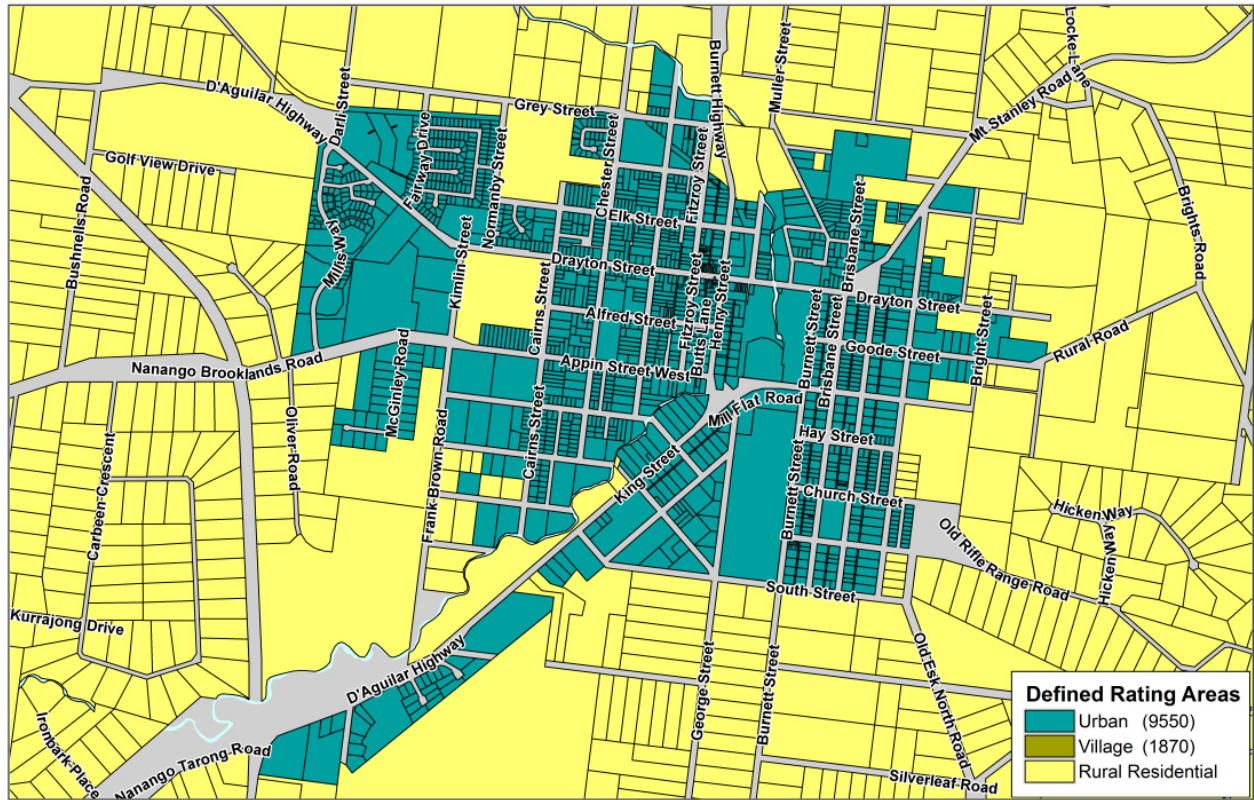 Locke Lane
Burnett Highway
Muller Street
D'Aguilar Highway
Darli Street
Grey Street
Mt Stanley Road
Golf View Drive
Fairway Drive
Normanby Street
Chester Street
Fitzroy Street
Bushnells Road
Elk Street
Brisbane Street
Brights Road
Mills Way
Kimlin Street
Drayton Street
Drayton Street
Cairns Street
Alfred Street
Fitzroy Street
Butts Lane
Henry Street
Burnett Street
Brisbane Street
Goode Street
Bright Street
Rural Road
Nanango Brooklands Road
Appin Street West
McGinley Road
Oliver Road
Mill Flat Road
Cairns Street
Hay Street
Carbeen Crescent
Frank Brown Road
King Street
Burnett Street
Church Street
Hicken Way
Hicken Way
Old Rifle Range Road
South Street
Kurrajong Drive
D'Aguilar Highway
George Street
Burnett Street
Old Esk North Road
Ironbark Place
Nanango Tarong Road
Silverleaf Road
Defined Rating Areas
Urban (9550)
Village (1870)
Rural Residential